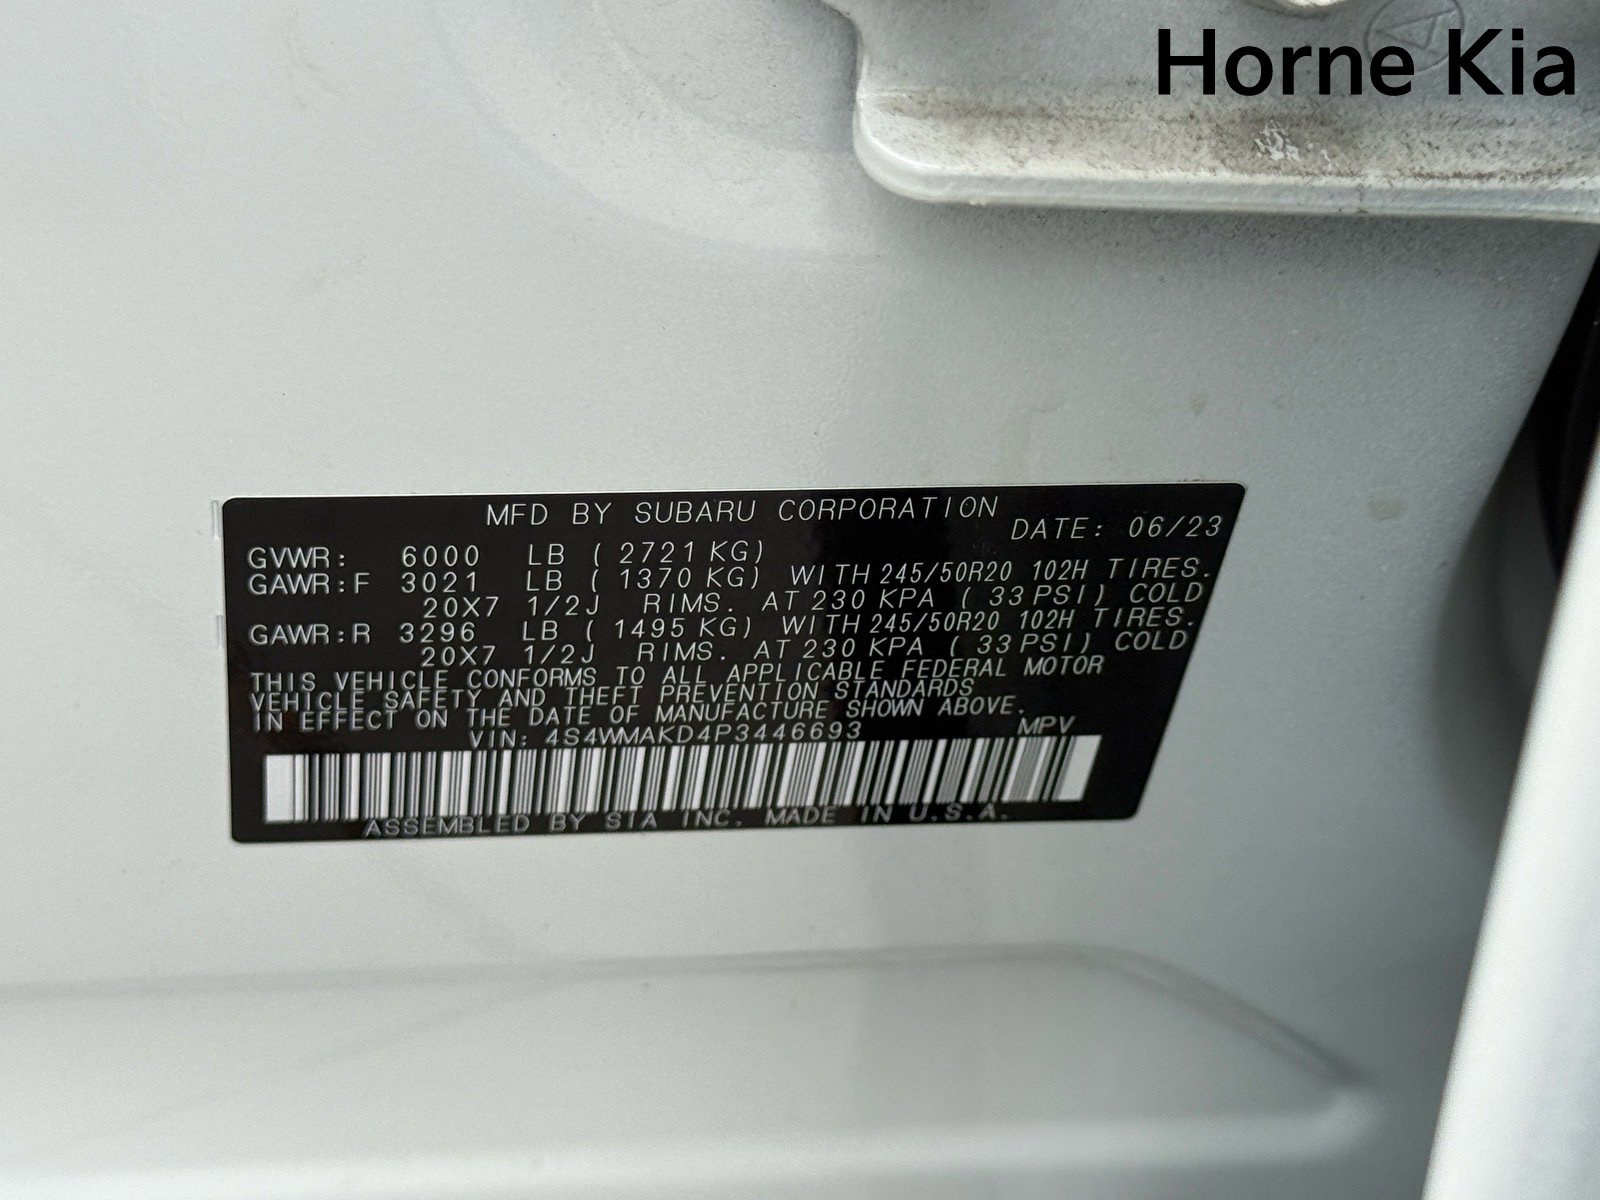 Horne Kia
MFD BY SUBARU CORPORATION
DATE: 06/23
GVWR: 6000 LB ( 2721 KG)
GAWR:F 3021 LB ( 1370 KG) WITH 245/50R20 102H TIRES.
20X7 1/2J RIMS. AT 230 KPA ( 33 PSI) COLD
GAWR:R 3296 LB ( 1495 KG) WITH 245/50R20 102H TIRES.
20X7 1/2J RIMS. AT 230 KPA ( 33 PSI) COLD
THIS VEHICLE CONFORMS TO ALL APPLICABLE FEDERAL MOTOR
VEHICLE SAFETY AND THEFT PREVENTION STANDARDS
IN EFFECT ON THE DATE OF MANUFACTURE SHOWN ABOVE.
VIN: 4S4WMAKD4P3446693 MPV
ASSEMBLED BY SIA INC. MADE IN U.S.A.